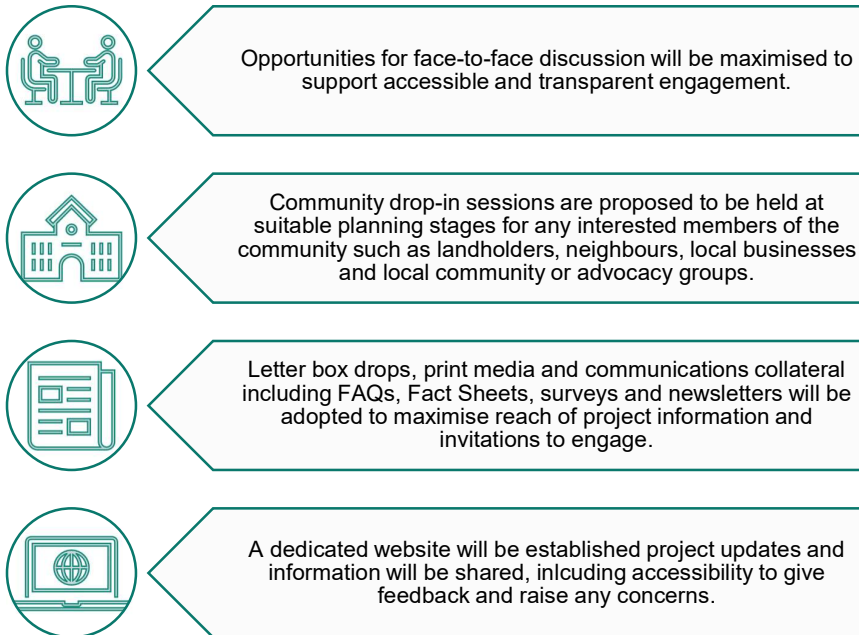 Opportunities for face-to-face discussion will be maximised to
support accessible and transparent engagement.
Community drop-in sessions are proposed to be held at
suitable planning stages for any interested members of the
community such as landholders, neighbours, local businesses
and local community or advocacy groups.
Letter box drops, print media and communications collateral
including FAQs, Fact Sheets, surveys and newsletters will be
adopted to maximise reach of project information and
invitations to engage.
A dedicated website will be established project updates and
information will be shared, inlcuding accessibility to give
feedback and raise any concerns.